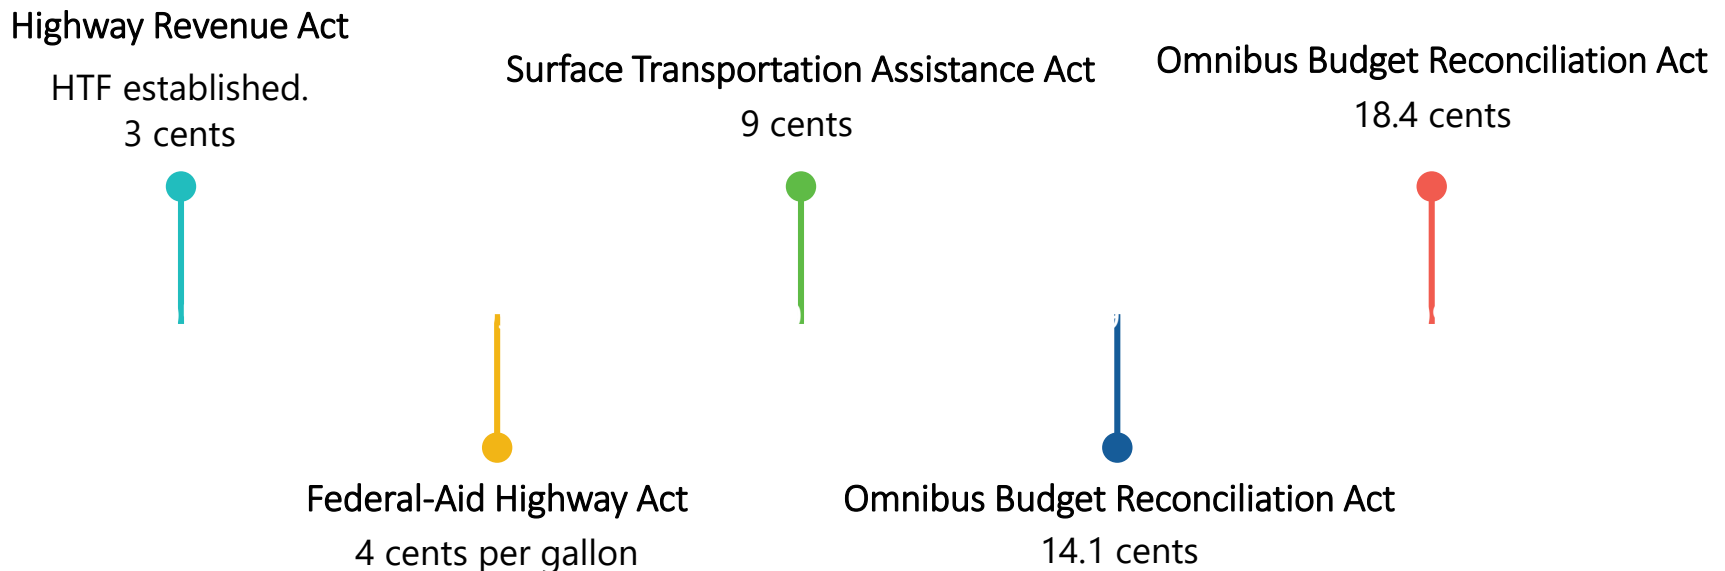 Highway Revenue Act
HTF established.
3 cents
Federal-Aid Highway Act
4 cents per gallon
Surface Transportation Assistance Act
9 cents
Omnibus Budget Reconciliation Act
14.1 cents
Omnibus Budget Reconciliation Act
18.4 cents